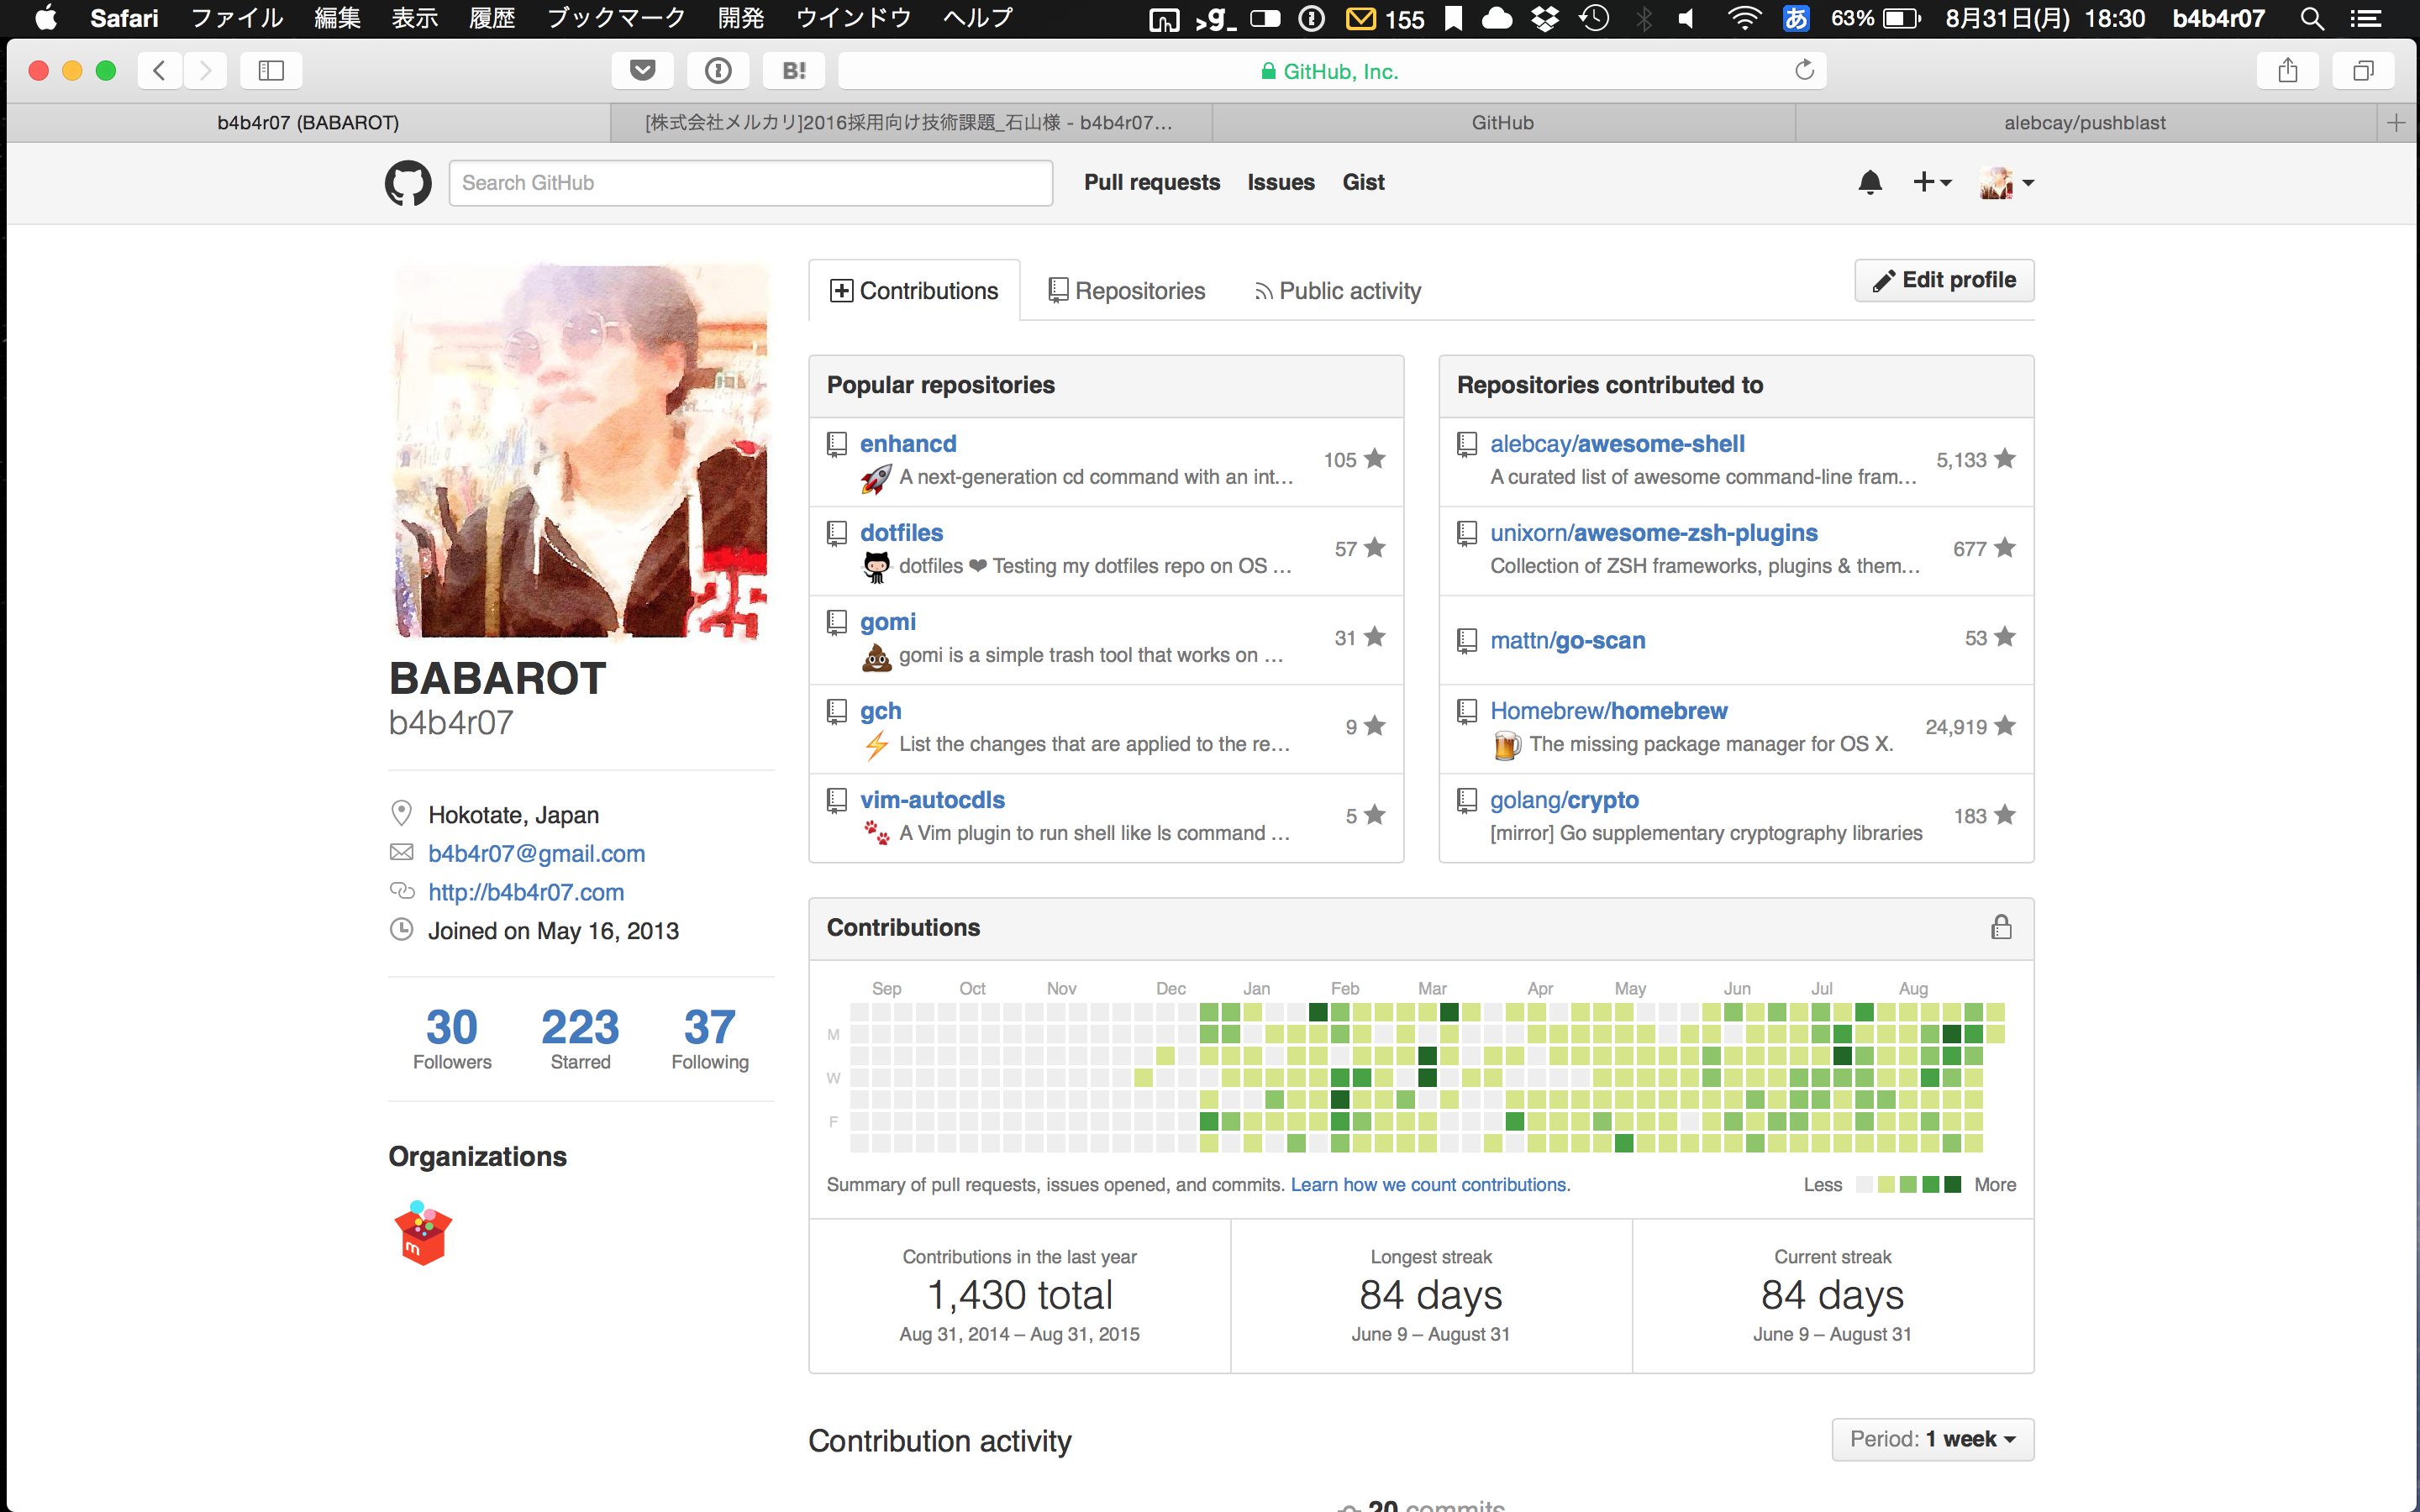 Safari ファイル 編集 表示 履歴 ブックマーク 開発 ウインドウ ヘルプ >g_ 155 あ 63% 8月31日(月) 18:30 b4b4r07
B! GitHub, Inc.
b4b4r07 (BABAROT) [株式会社メルカリ]2016採用向け技術課題_石山様 - b4b4r07... GitHub alebcay/pushblast
Search GitHub Pull requests Issues Gist
Contributions Repositories Public activity Edit profile
BABAROT
b4b4r07
Hokotate, Japan
b4b4r07@gmail.com
http://b4b4r07.com
Joined on May 16, 2013
30 223 37
Followers Starred Following
Organizations
m
Popular repositories
enhancd
A next-generation cd command with an int... 105
dotfiles
dotfiles ❤ Testing my dotfiles repo on OS ... 57
gomi
gomi is a simple trash tool that works on ... 31
gch
List the changes that are applied to the re... 9
vim-autocdls
A Vim plugin to run shell like ls command ... 5
Repositories contributed to
alebcay/awesome-shell
A curated list of awesome command-line fram... 5,133
unixorn/awesome-zsh-plugins
Collection of ZSH frameworks, plugins & them... 677
mattn/go-scan 53
Homebrew/homebrew
The missing package manager for OS X. 24,919
golang/crypto
[mirror] Go supplementary cryptography libraries 183
Contributions
Sep Oct Nov Dec Jan Feb Mar Apr May Jun Jul Aug
M
W
F
Summary of pull requests, issues opened, and commits. Learn how we count contributions. Less More
Contributions in the last year
1,430 total
Aug 31, 2014 – Aug 31, 2015
Longest streak
84 days
June 9 – August 31
Current streak
84 days
June 9 – August 31
Contribution activity Period: 1 week
20 commits